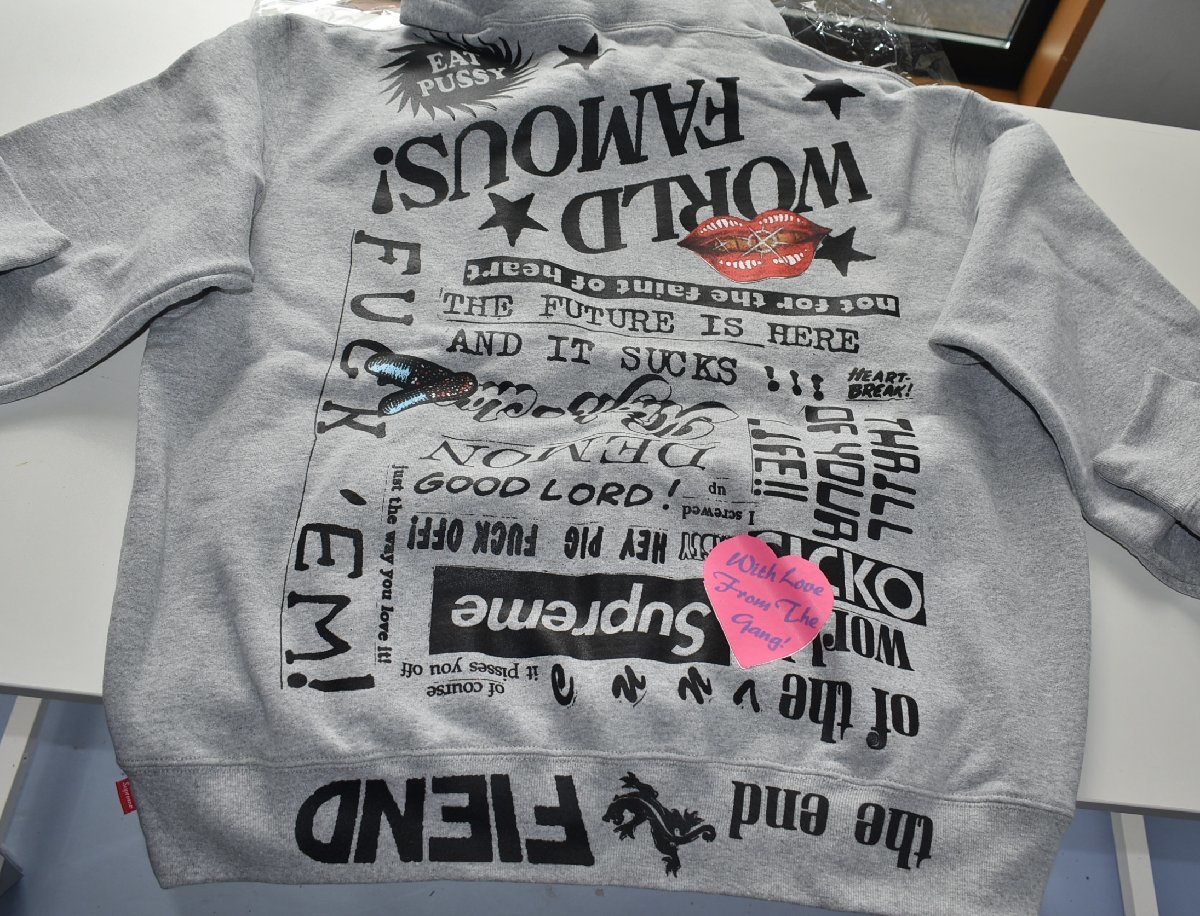 EAT
PUSSY
WORLD
FAMOUS!
not for the faint of heart
THE FUTURE IS HERE
AND IT SUCKS !!!
HEART-
BREAK!
FUCK 'EM!
DEMON
THRILL
OF YOUR
LIFE!!
GOOD LORD!
I screwed
up
just the way you love it!
HEY PIG FUCK OFF!
Supreme
With Love
From The
Gang!
of course
it pisses you off
of the
the end
FIEND
Supreme